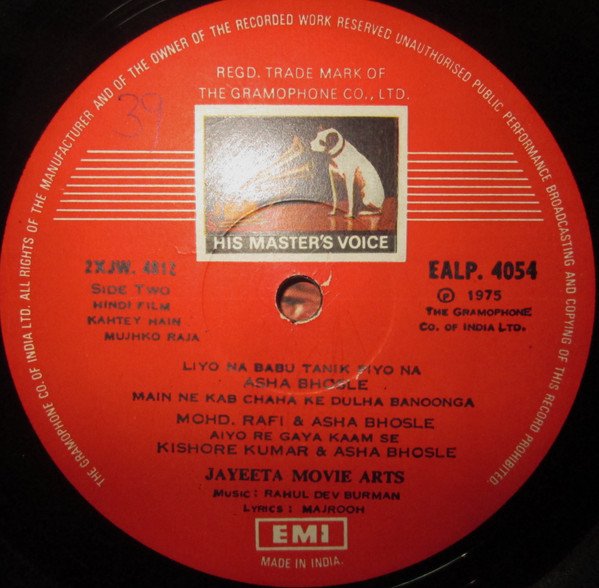 THE GRAMOPHONE CO. OF INDIA LTD. ALL RIGHTS OF THE MANUFACTURER AND OF THE OWNER OF THE RECORDED WORK RESERVED UNAUTHORISED PUBLIC PERFORMANCE BROADCASTING AND COPYING OF THIS RECORD PROHIBITED.
REGD. TRADE MARK OF
THE GRAMOPHONE CO., LTD.
39
HIS MASTER'S VOICE
2XJW. 4812
SIDE TWO
HINDI FILM
KAHTEY HAIN
MUJHKO RAJA
EALP. 4054
℗ 1975
THE GRAMOPHONE
CO. OF INDIA LTD.
LIYO NA BABU TANIK PIYO NA
ASHA BHOSLE
MAIN NE KAB CHAHA KE DULHA BANOONGA
MOHD. RAFI & ASHA BHOSLE
AIYO RE GAYA KAAM SE
KISHORE KUMAR & ASHA BHOSLE
JAYEETA MOVIE ARTS
MUSIC : RAHUL DEV BURMAN
LYRICS : MAJROOH
EMI
MADE IN INDIA.